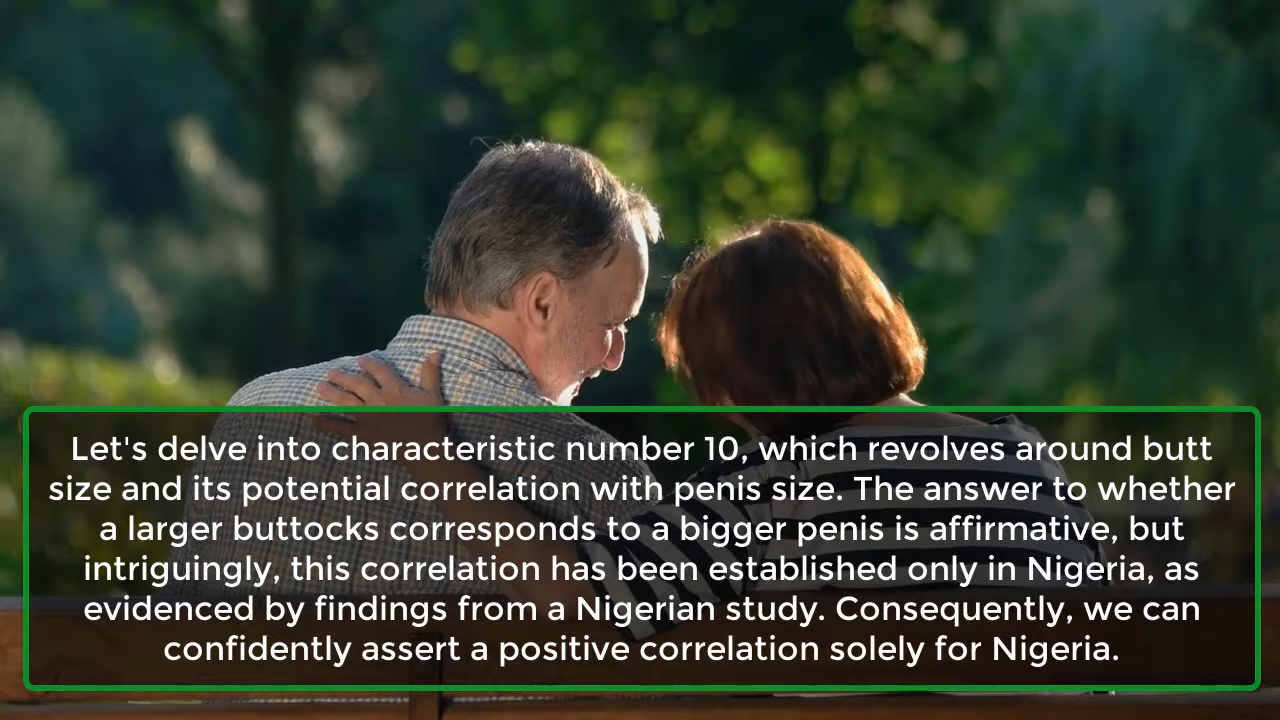 Let's delve into characteristic number 10, which revolves around butt
size and its potential correlation with penis size. The answer to whether
a larger buttocks corresponds to a bigger penis is affirmative, but
intriguingly, this correlation has been established only in Nigeria, as
evidenced by findings from a Nigerian study. Consequently, we can
confidently assert a positive correlation solely for Nigeria.